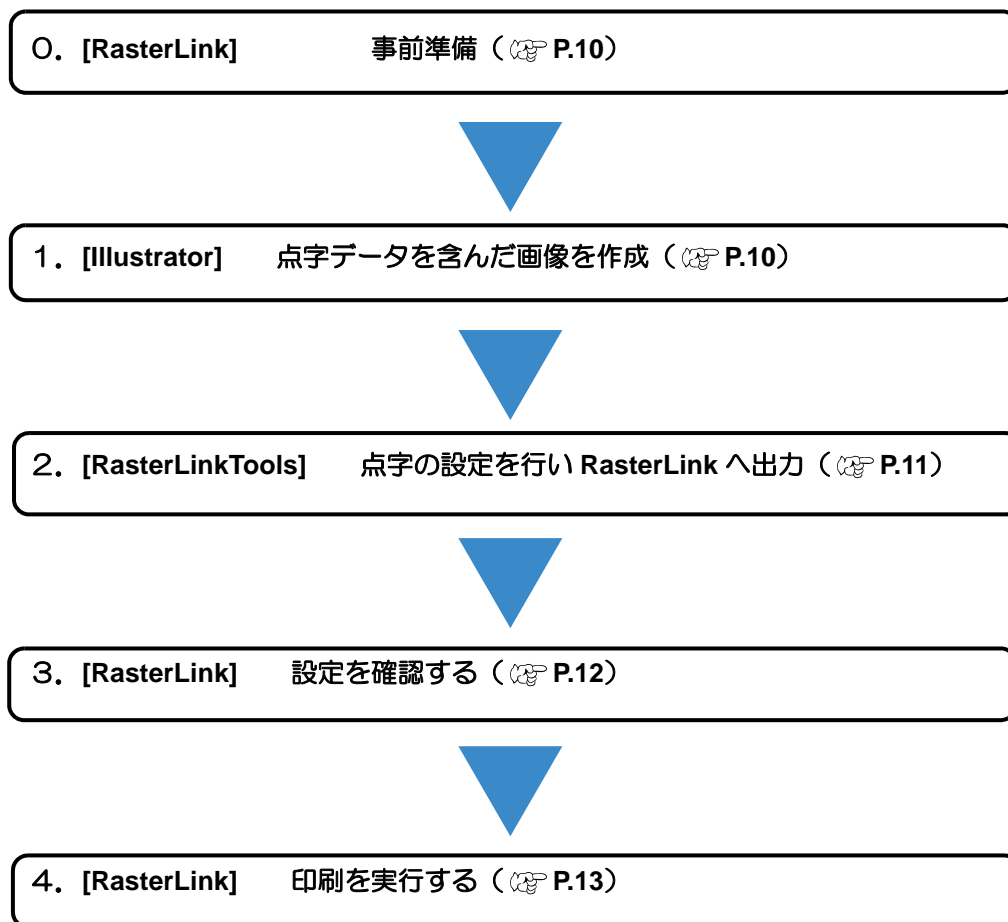 ０．[RasterLink] 事前準備（☞ P.10）
１．[Illustrator] 点字データを含んだ画像を作成（☞ P.10）
２．[RasterLinkTools] 点字の設定を行い RasterLink へ出力（☞ P.11）
３．[RasterLink] 設定を確認する（☞ P.12）
４．[RasterLink] 印刷を実行する（☞ P.13）